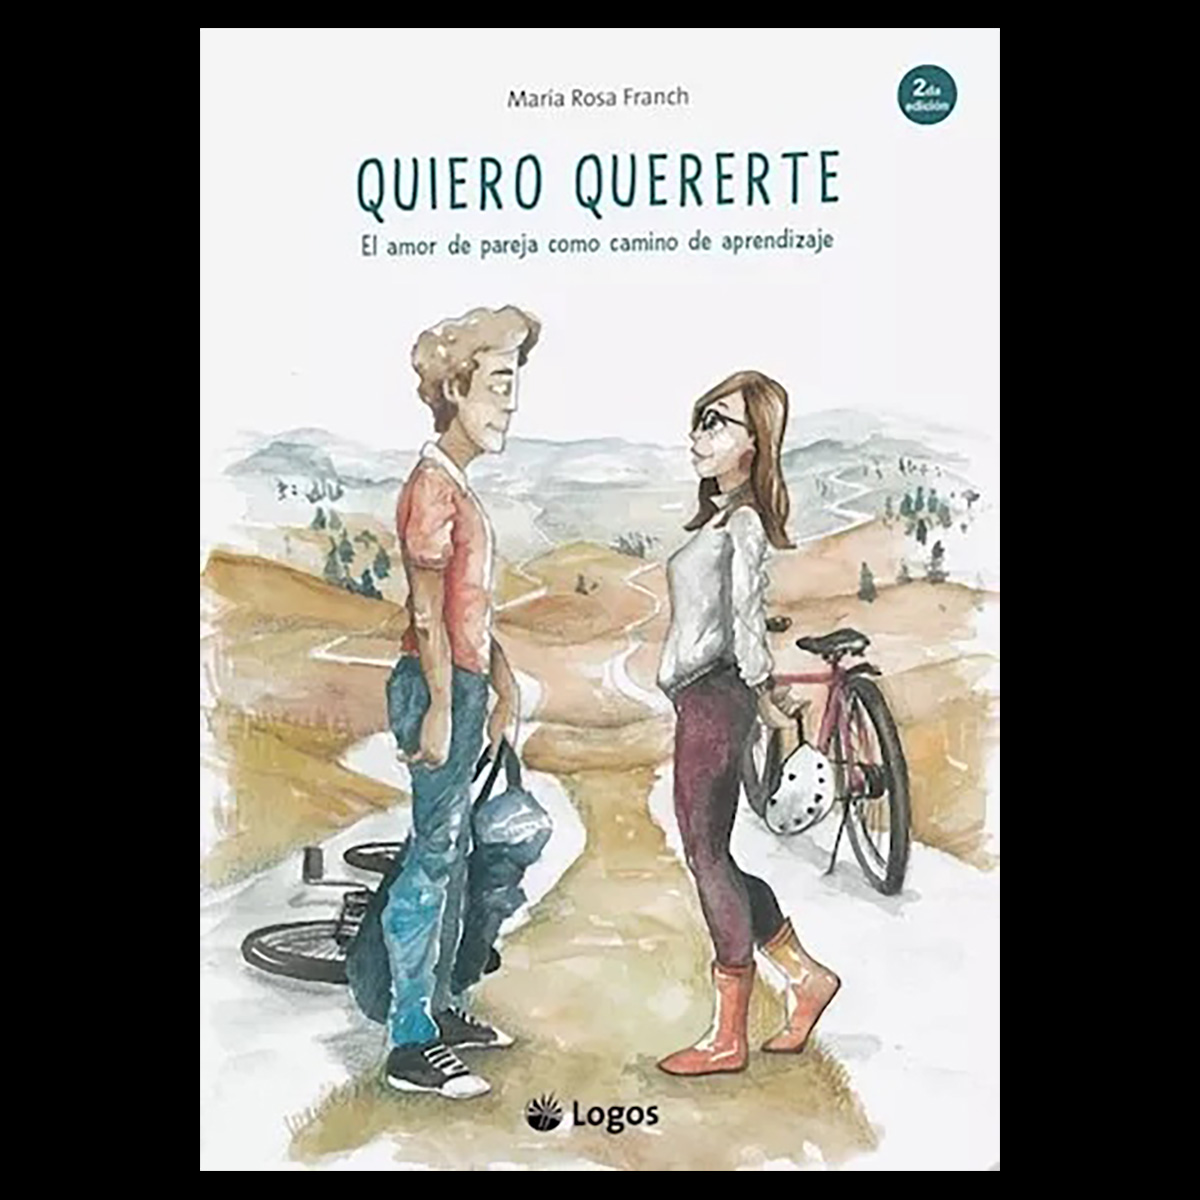 María Rosa Franch
2da
edición
QUIERO QUERERTE
El amor de pareja como camino de aprendizaje
Logos